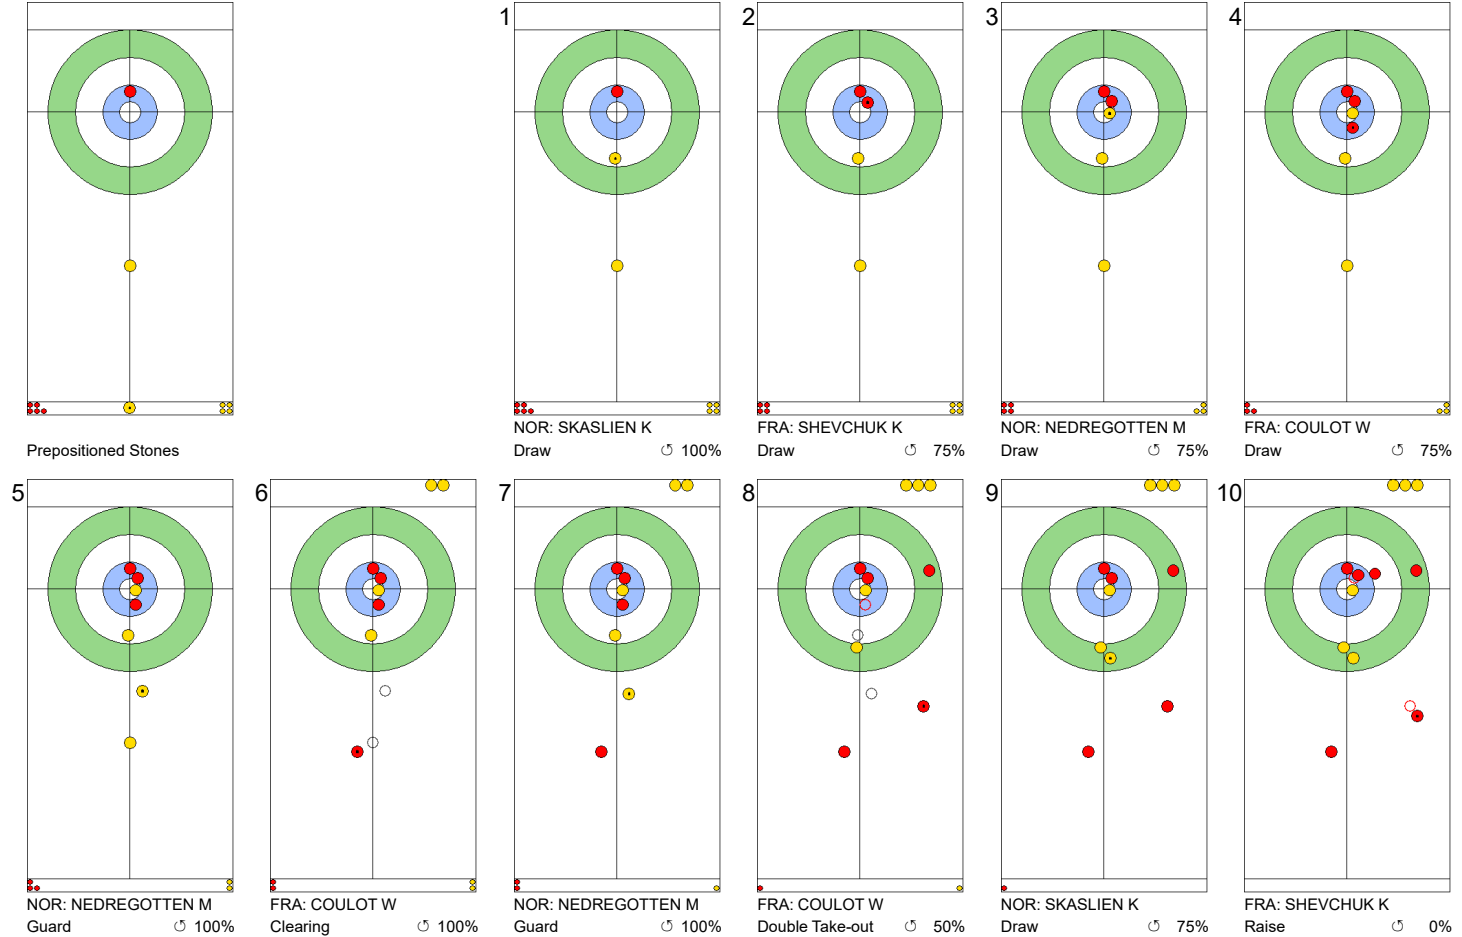 1
2
3
4
Prepositioned Stones
NOR: SKASLIEN K
Draw 100%
FRA: SHEVCHUK K
Draw 75%
NOR: NEDREGOTTEN M
Draw 75%
FRA: COULOT W
Draw 75%
5
6
7
8
9
10
NOR: NEDREGOTTEN M
Guard 100%
FRA: COULOT W
Clearing 100%
NOR: NEDREGOTTEN M
Guard 100%
FRA: COULOT W
Double Take-out 50%
NOR: SKASLIEN K
Draw 75%
FRA: SHEVCHUK K
Raise 0%